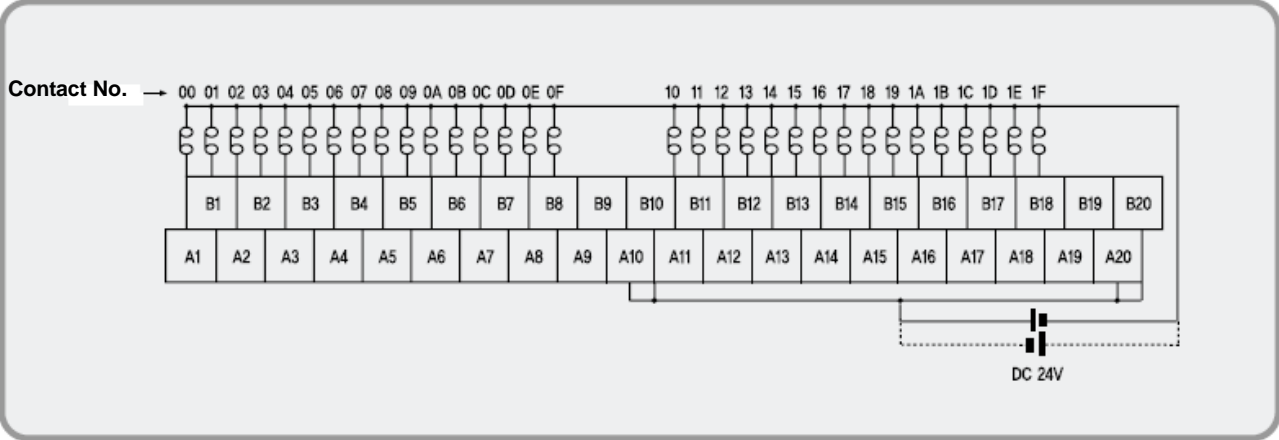 Contact No. → 00 01 02 03 04 05 06 07 08 09 0A 0B 0C 0D 0E 0F 10 11 12 13 14 15 16 17 18 19 1A 1B 1C 1D 1E 1F
B1 B2 B3 B4 B5 B6 B7 B8 B9 B10 B11 B12 B13 B14 B15 B16 B17 B18 B19 B20
A1 A2 A3 A4 A5 A6 A7 A8 A9 A10 A11 A12 A13 A14 A15 A16 A17 A18 A19 A20
DC 24V